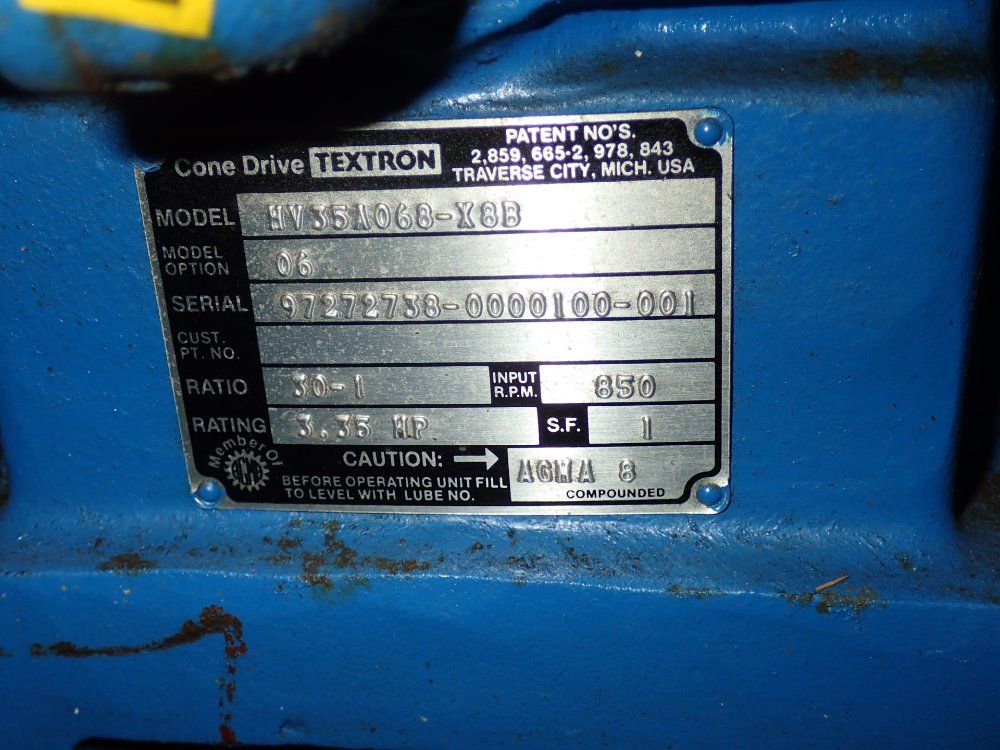 Cone Drive TEXTRON
PATENT NO'S.
2,859, 665-2, 978, 843
TRAVERSE CITY, MICH. USA
MODEL HV35A068-X8B
MODEL OPTION 06
SERIAL 97272738-0000100-001
CUST. PT. NO.
RATIO 30-1 INPUT R.P.M. 850
RATING 3.35 HP S.F. 1
Member Of
CAUTION:
BEFORE OPERATING UNIT FILL
TO LEVEL WITH LUBE NO.
AGMA 8
COMPOUNDED